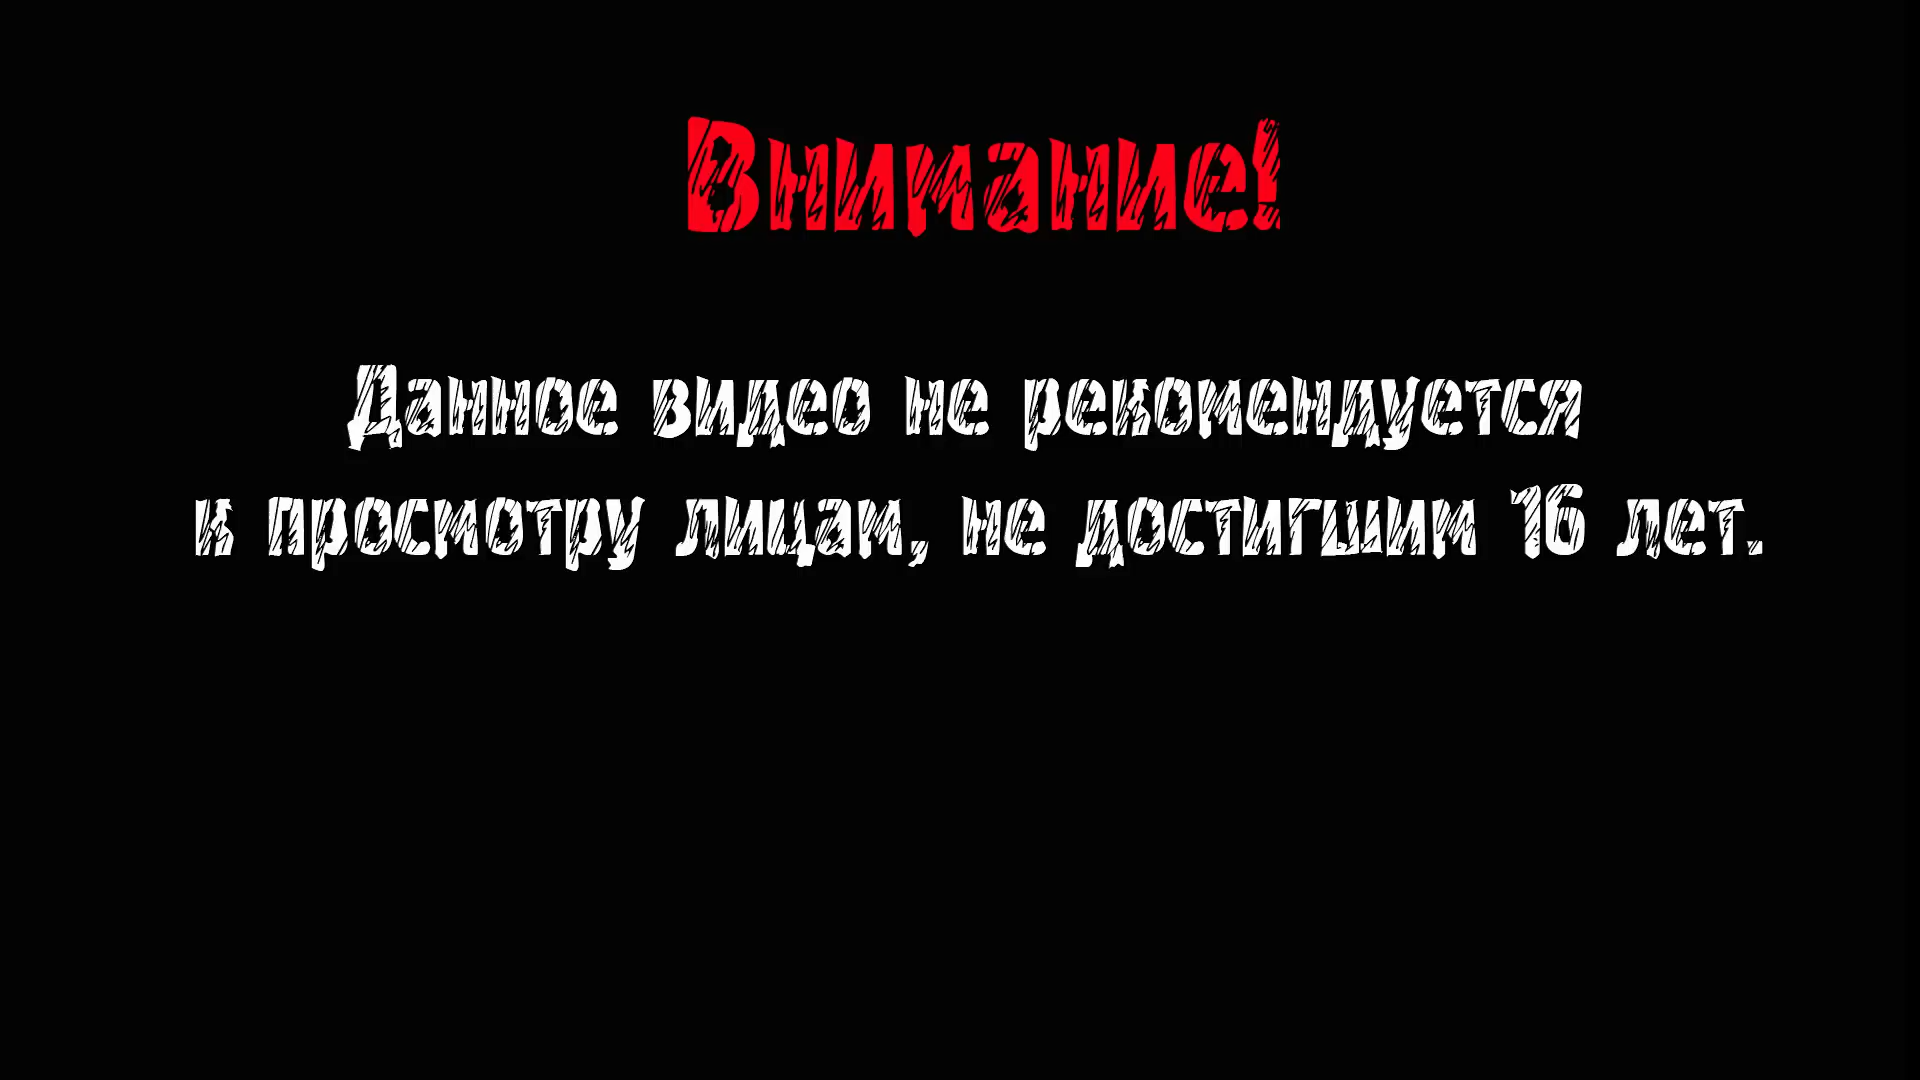 Внимание!
Данное видео не рекомендуется
к просмотру лицам, не достигшим 16 лет.